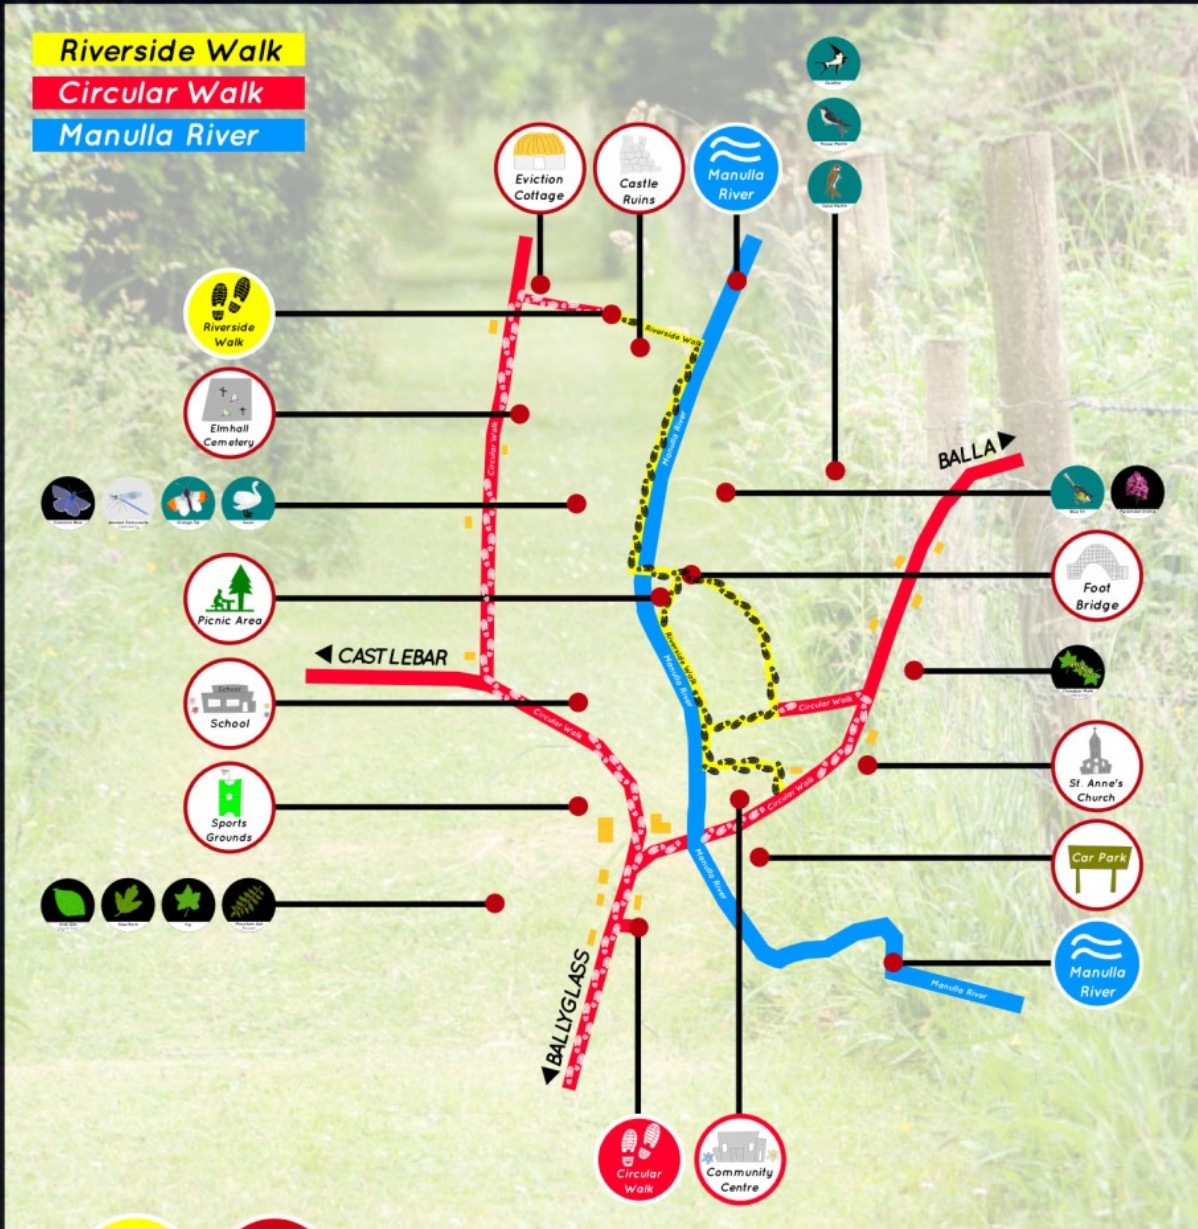 Riverside Walk
Circular Walk
Manulla River
Eviction
Cottage
Castle
Ruins
Manulla
River
Riverside
Walk
Riverside Walk
Elmhall
Cemetery
Circular Walk
Manulla River
BALLA
Foot
Bridge
Picnic Area
Riverside Walk
Manulla River
CASTLEBAR
School
School
Circular Walk
Circular Walk
St. Anne's
Church
Sports
Grounds
Circular Walk
Car Park
Manulla River
Manulla
River
Manulla River
BALLYGLASS
Circular
Walk
Community
Centre